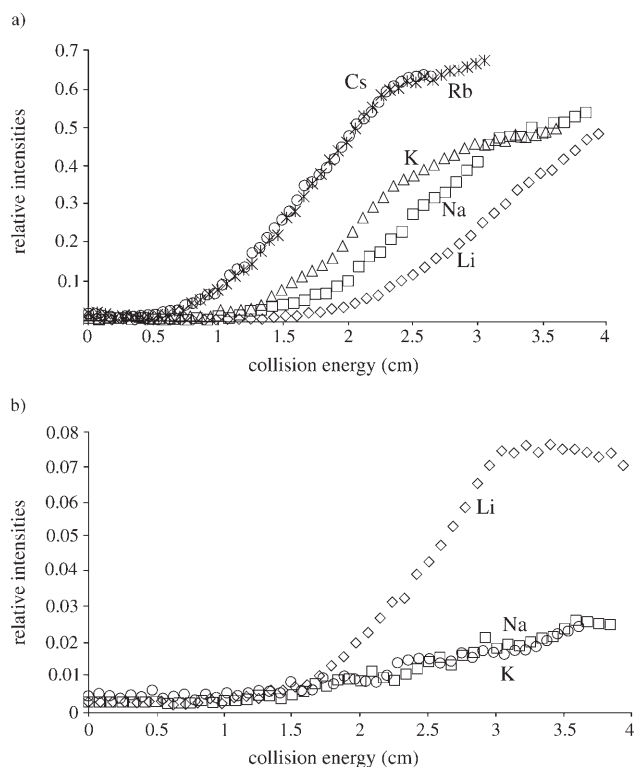 a)
0.7
0.6
0.5
0.4
0.3
0.2
0.1
relative intensities
Cs
Rb
K
Na
Li
0 0.5 1 1.5 2 2.5 3 3.5 4
collision energy (cm)
b)
0.08
0.07
0.06
0.05
0.04
0.03
0.02
0.01
0
relative intensities
Li
Na
K
0 0.5 1 1.5 2 2.5 3 3.5 4
collision energy (cm)